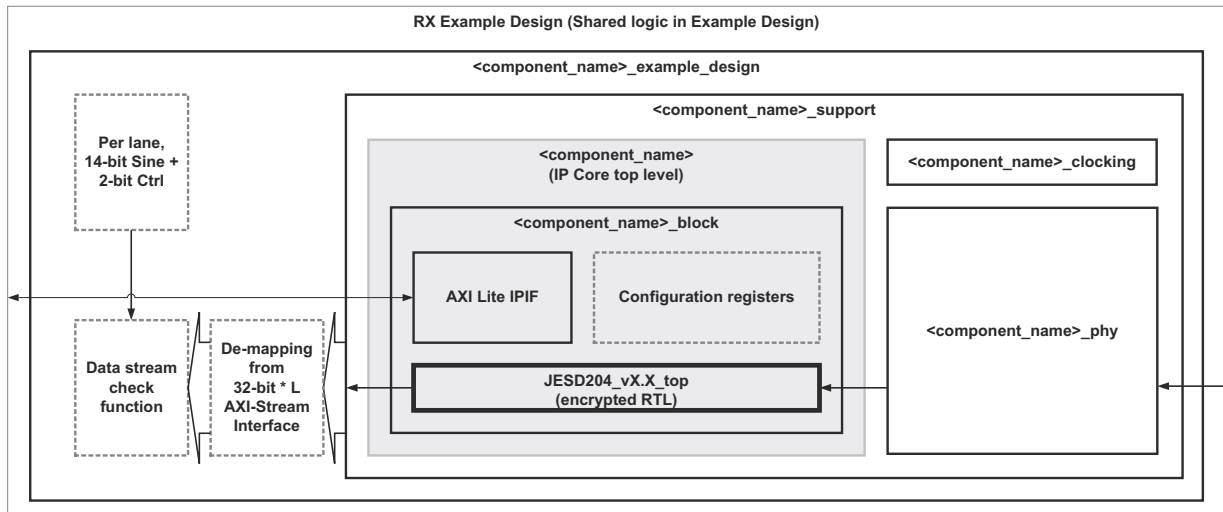 RX Example Design (Shared logic in Example Design)
<component_name>_example_design
<component_name>_support
Per lane,
14-bit Sine +
2-bit Ctrl
<component_name>
(IP Core top level)
<component_name>_clocking
<component_name>_block
AXI Lite IPIF
Configuration registers
<component_name>_phy
Data stream
check
function
De-mapping
from
32-bit * L
AXI-Stream
Interface
JESD204_vX.X_top
(encrypted RTL)